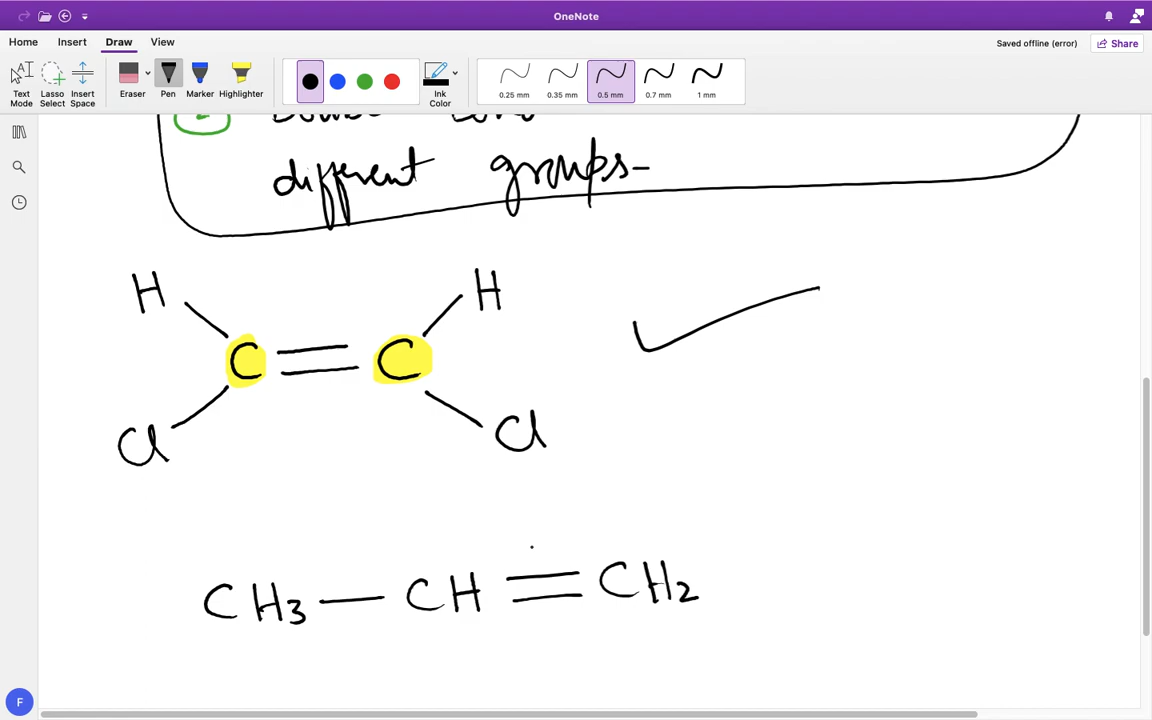 OneNote
Home Insert Draw View
Saved offline (error)
Share
Text Mode
Lasso Select
Insert Space
Eraser
Pen
Marker
Highlighter
Ink Color
0.25 mm
0.35 mm
0.5 mm
0.7 mm
1 mm
different groups-
H H
C = C
Cl Cl
CH3 — CH = CH2
F